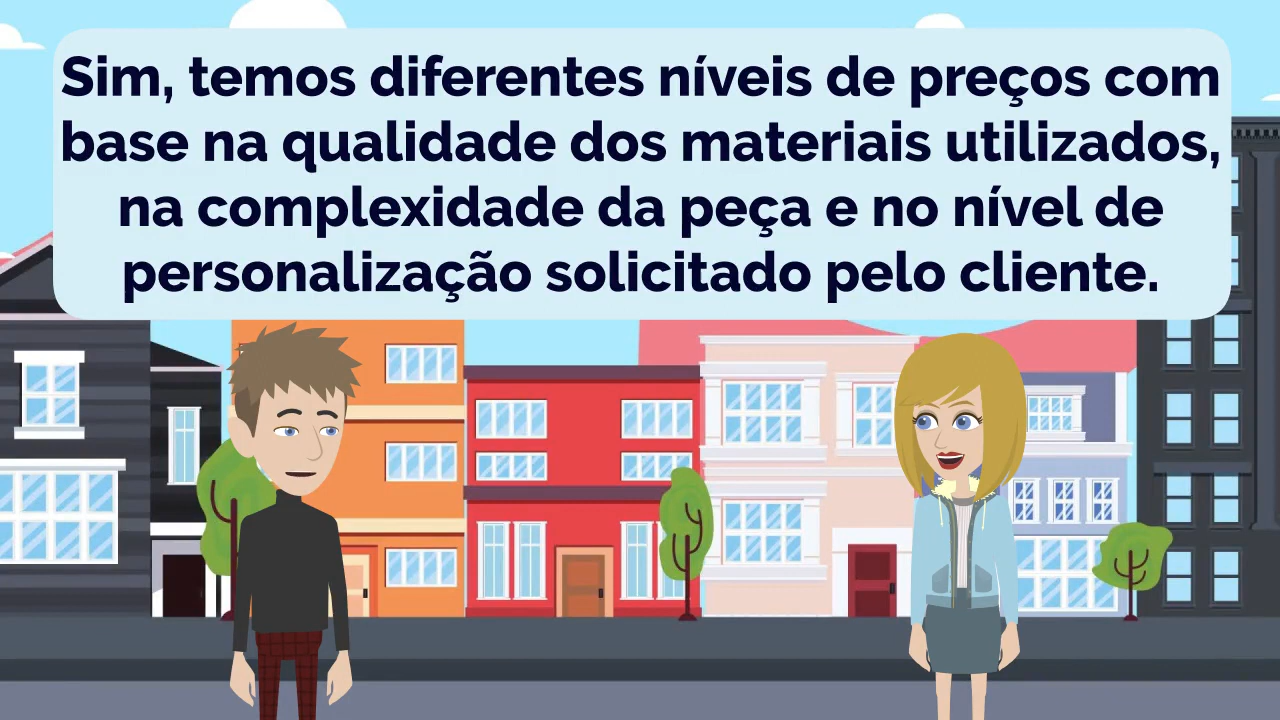 Sim, temos diferentes níveis de preços com
base na qualidade dos materiais utilizados,
na complexidade da peça e no nível de
personalização solicitado pelo cliente.